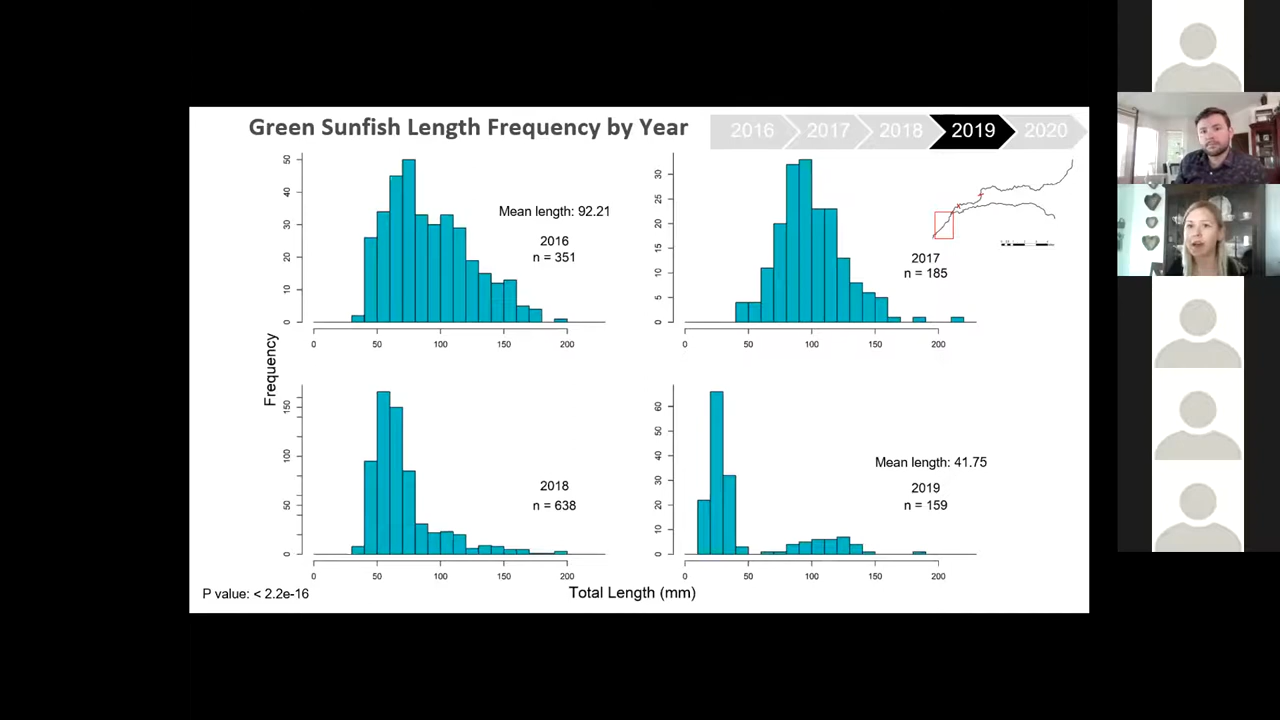 Green Sunfish Length Frequency by Year
2016 2017 2018 2019 2020
50
40
30
20
10
0
Mean length: 92.21
2016
n = 351
0 50 100 150 200
30
25
20
15
10
5
0
2017
n = 185
0 50 100 150 200
Frequency
150
100
50
0
2018
n = 638
0 50 100 150 200
60
50
40
30
20
10
0
Mean length: 41.75
2019
n = 159
0 50 100 150 200
P value: < 2.2e-16
Total Length (mm)